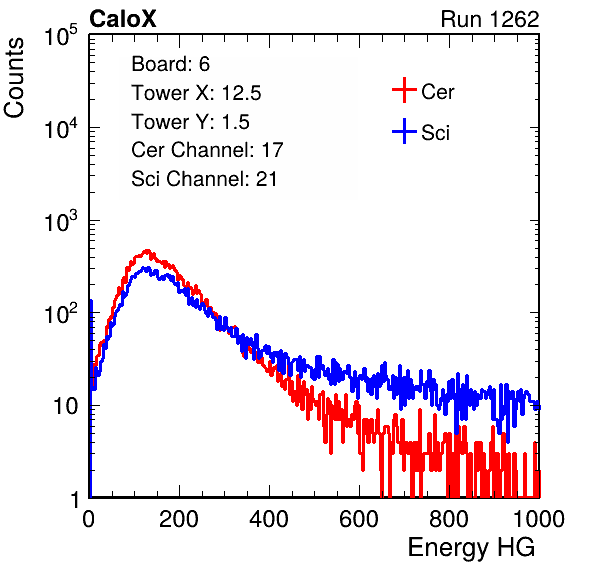 CaloX Run 1262
Counts
Board: 6
Tower X: 12.5
Tower Y: 1.5
Cer Channel: 17
Sci Channel: 21
Cer
Sci
10^5
10^4
10^3
10^2
10
1
0 200 400 600 800 1000
Energy HG